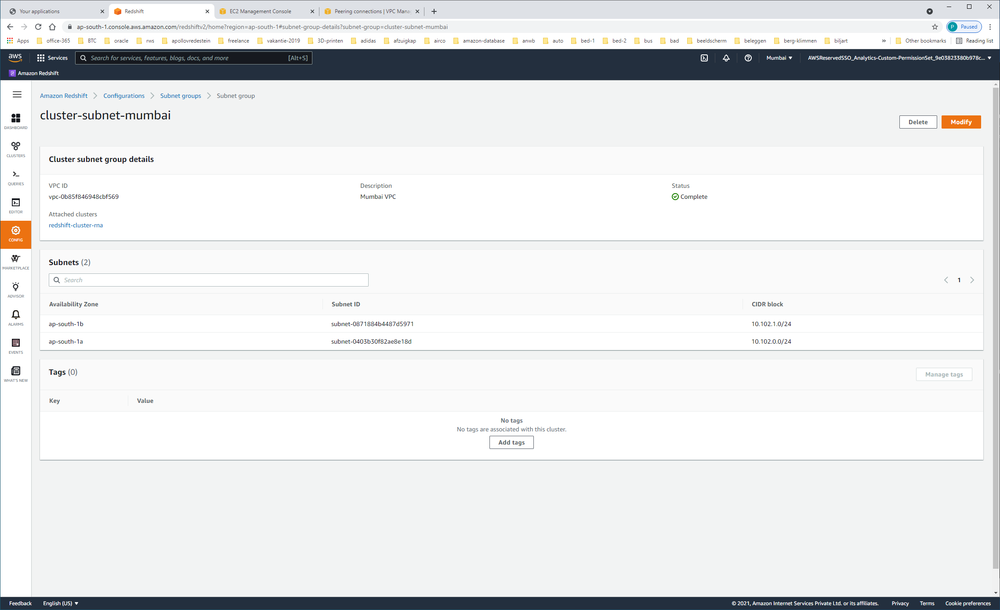 Your applications
Redshift
EC2 Management Console
Peering connections | VPC Manag
ap-south-1.console.aws.amazon.com/redshiftv2/home?region=ap-south-1#subnet-group-details?subnet-group=cluster-subnet-mumbai
P Paused
Apps office-365 BTC oracle rws apollovredestein freelance vakantie-2019 3D-printen adidas afzuigkap airco amazon-database anwb auto bed-1 bed-2 bus bad beeldscherm beleggen berg-klimmen biljart » Other bookmarks Reading list
aws Services Search for services, features, blogs, docs, and more [Alt+S] Mumbai AWSReservedSSO_Analytics-Custom-PermissionSet_9e03823380b978c...
Amazon Redshift
Amazon Redshift Configurations Subnet groups Subnet group
cluster-subnet-mumbai
Delete Modify
DASHBOARD
CLUSTERS
QUERIES
EDITOR
CONFIG
MARKETPLACE
ADVISOR
ALARMS
EVENTS
WHAT'S NEW
Cluster subnet group details
VPC ID Description Status
vpc-0b85f846948cbf569 Mumbai VPC Complete
Attached clusters
redshift-cluster-rna
Subnets (2)
Search
1
Availability Zone Subnet ID CIDR block
ap-south-1b subnet-0871884b4487d5971 10.102.1.0/24
ap-south-1a subnet-0403b30f82ae8e18d 10.102.0.0/24
Tags (0)
Manage tags
Key Value
No tags
No tags are associated with this cluster.
Add tags
Feedback English (US) © 2021, Amazon Internet Services Private Ltd. or its affiliates. Privacy Terms Cookie preferences